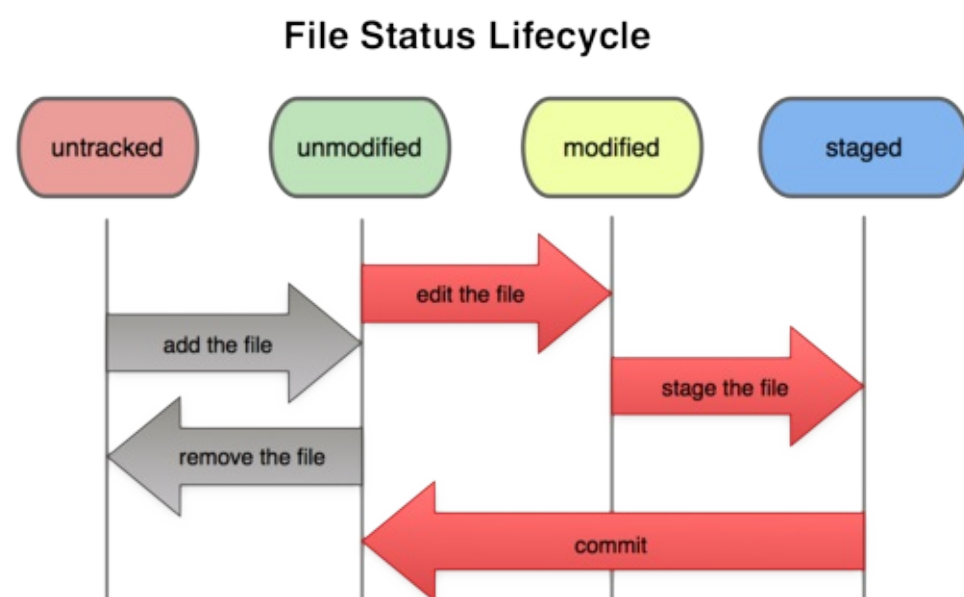 File Status Lifecycle
untracked
unmodified
modified
staged
edit the file
add the file
stage the file
remove the file
commit